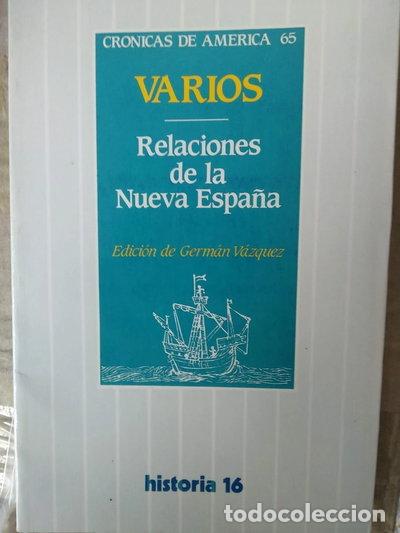 CRONICAS DE AMERICA 65
VARIOS
Relaciones
de la
Nueva España
Edición de Germán Vázquez
historia 16
todocoleccion